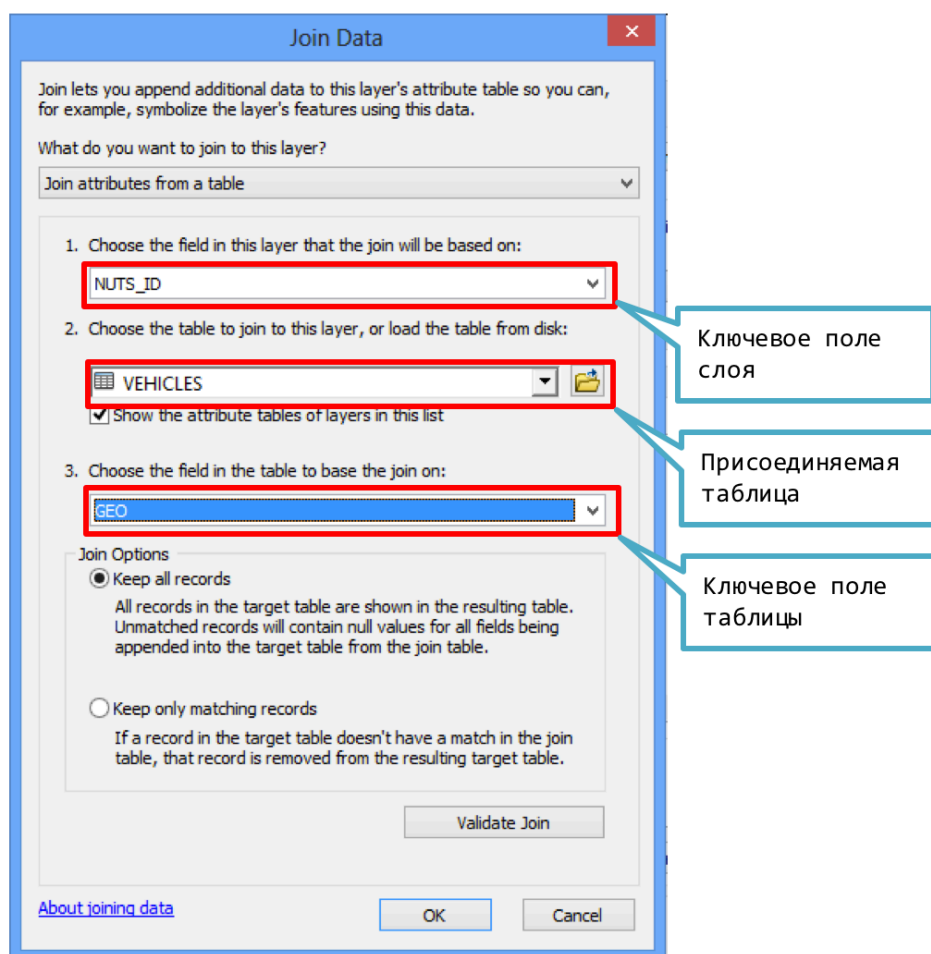 Join Data
Join lets you append additional data to this layer's attribute table so you can,
for example, symbolize the layer's features using this data.
What do you want to join to this layer?
Join attributes from a table
1. Choose the field in this layer that the join will be based on:
NUTS_ID
2. Choose the table to join to this layer, or load the table from disk:
VEHICLES
Show the attribute tables of layers in this list
3. Choose the field in the table to base the join on:
GEO
Join Options
Keep all records
All records in the target table are shown in the resulting table.
Unmatched records will contain null values for all fields being
appended into the target table from the join table.
Keep only matching records
If a record in the target table doesn't have a match in the join
table, that record is removed from the resulting target table.
Validate Join
About joining data
OK
Cancel
Ключевое поле
слоя
Присоединяемая
таблица
Ключевое поле
таблицы